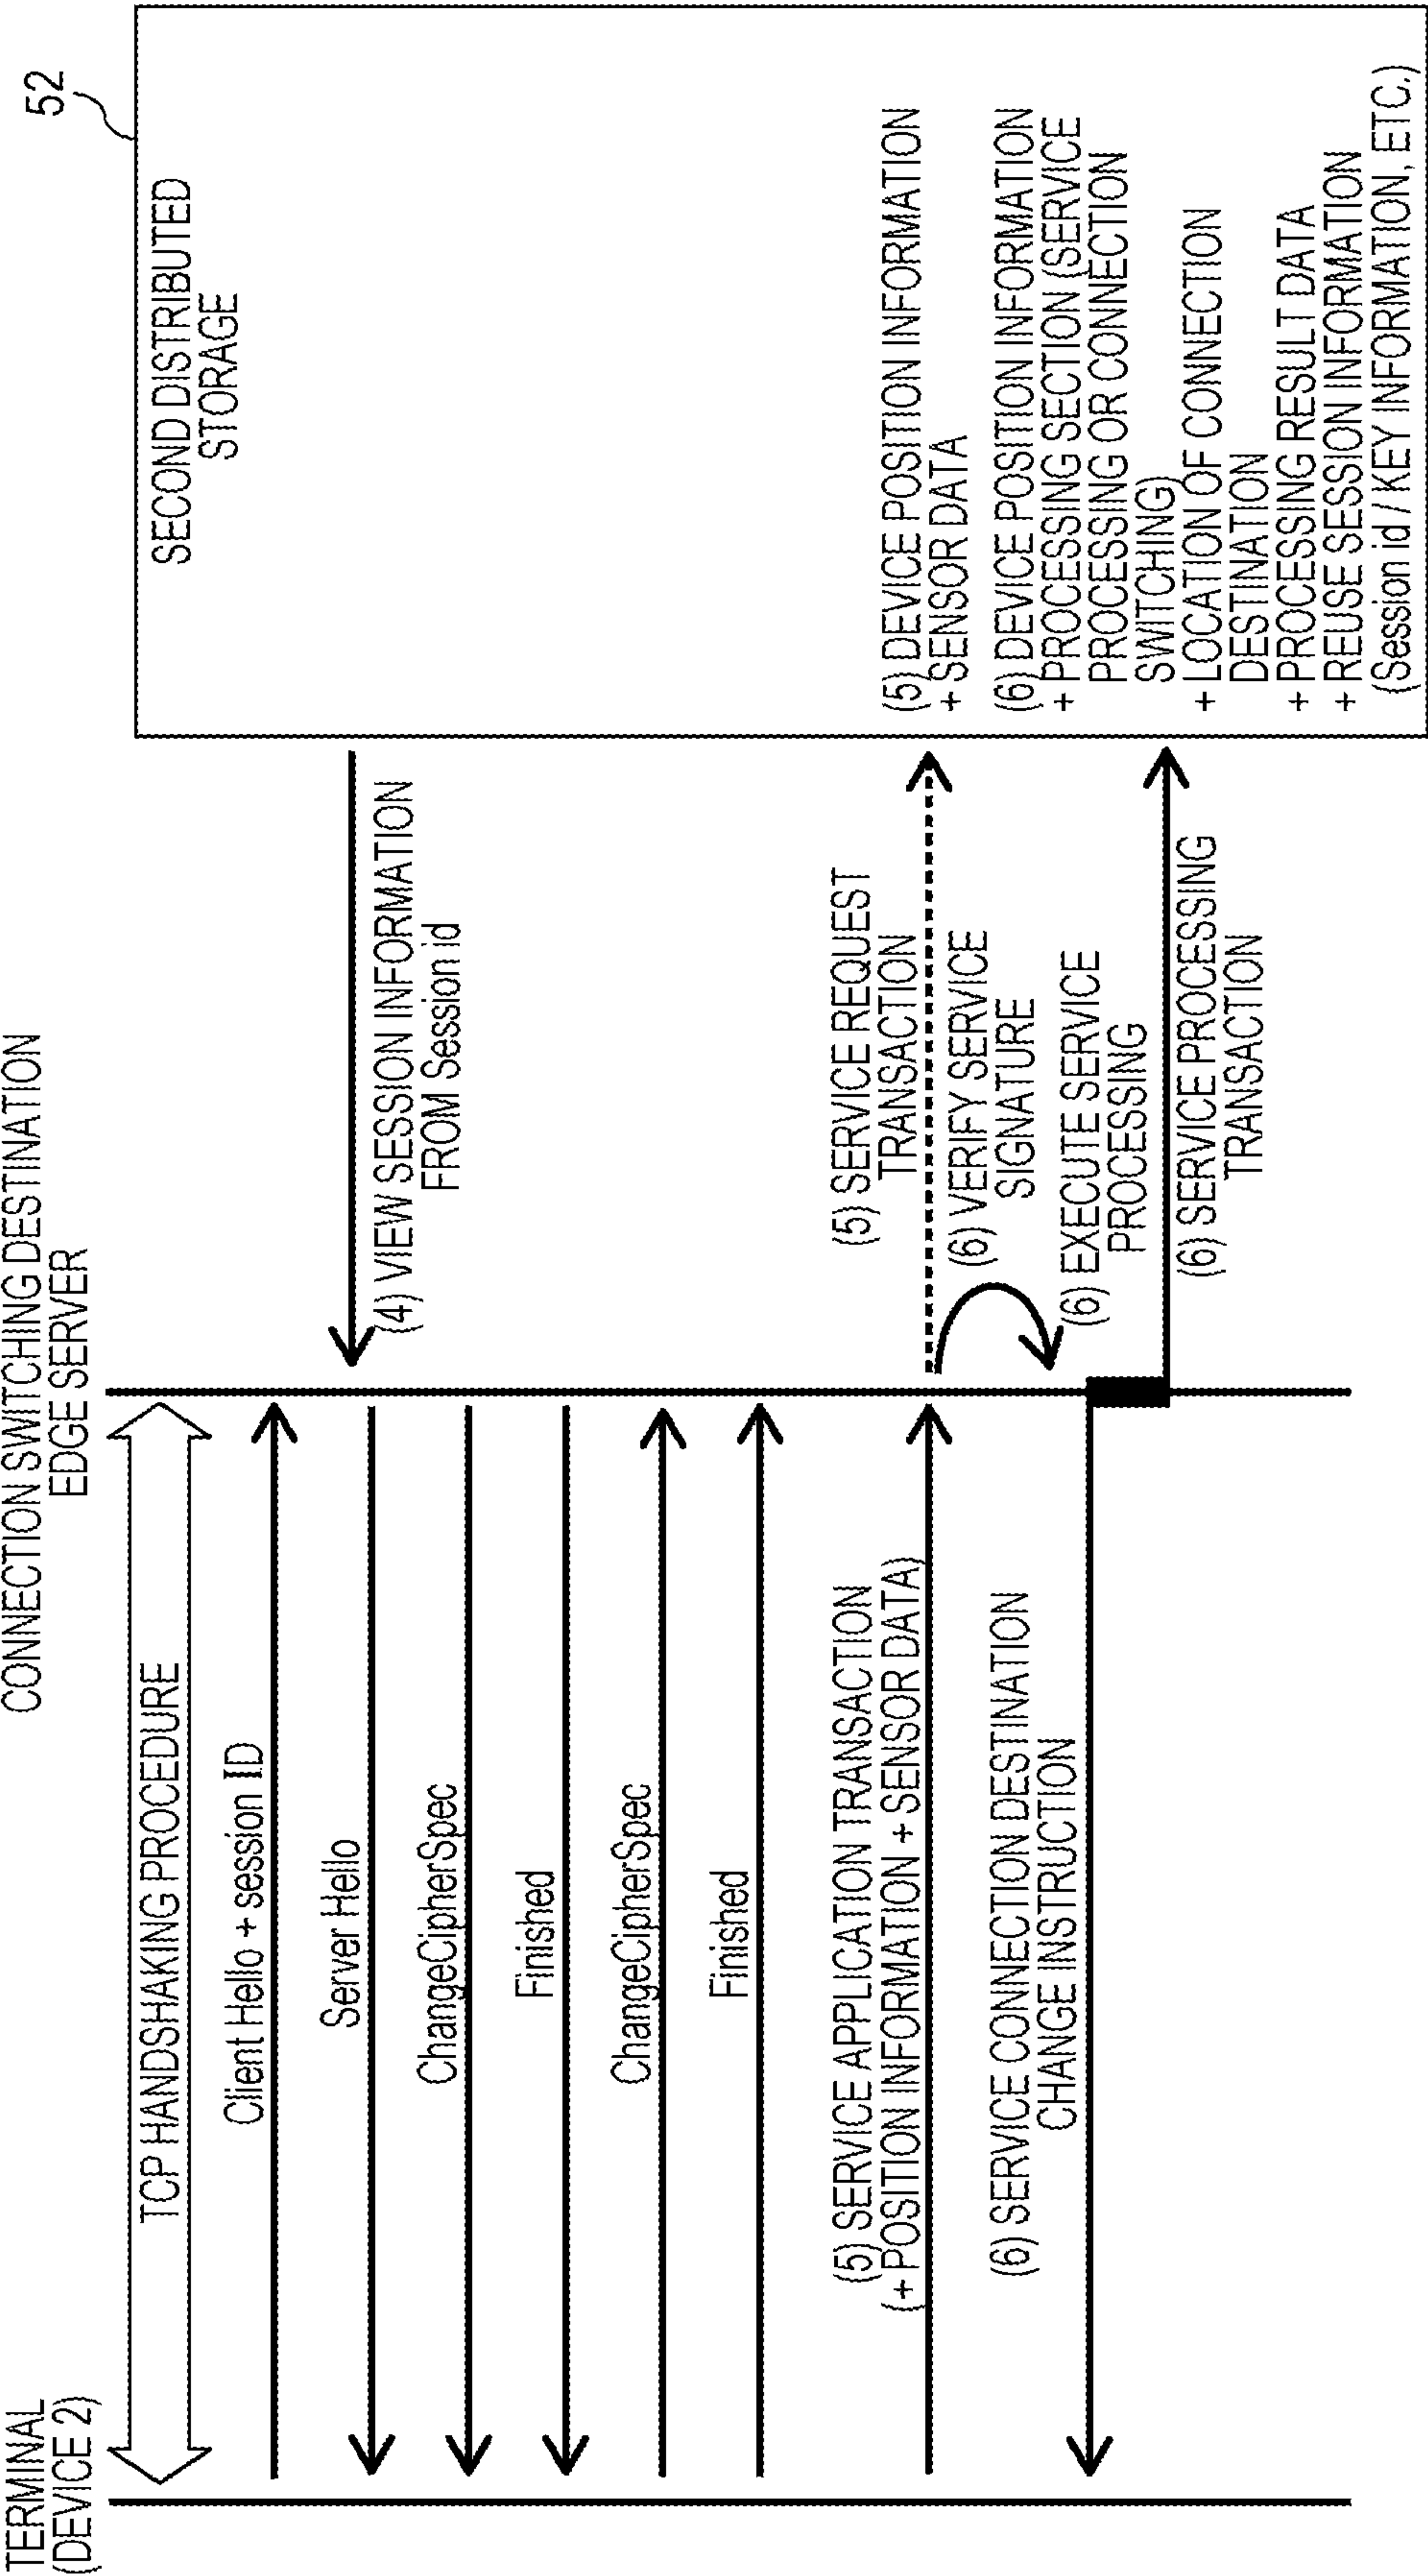 TERMINAL
(DEVICE 2)
CONNECTION SWITCHING DESTINATION
EDGE SERVER
52
SECOND DISTRIBUTED
STORAGE
TCP HANDSHAKING PROCEDURE
Client Hello + session ID
Server Hello
(4) VIEW SESSION INFORMATION
FROM Session id
ChangeCipherSpec
Finished
ChangeCipherSpec
Finished
(5) SERVICE APPLICATION TRANSACTION
(+ POSITION INFORMATION + SENSOR DATA)
(5) SERVICE REQUEST
TRANSACTION
(5) DEVICE POSITION INFORMATION
+ SENSOR DATA
(6) VERIFY SERVICE
SIGNATURE
(6) SERVICE CONNECTION DESTINATION
CHANGE INSTRUCTION
(6) EXECUTE SERVICE
PROCESSING
(6) SERVICE PROCESSING
TRANSACTION
(6) DEVICE POSITION INFORMATION
+ PROCESSING SECTION (SERVICE
PROCESSING OR CONNECTION
SWITCHING)
+ LOCATION OF CONNECTION
DESTINATION
+ PROCESSING RESULT DATA
+ REUSE SESSION INFORMATION
(Session id / KEY INFORMATION, ETC.)